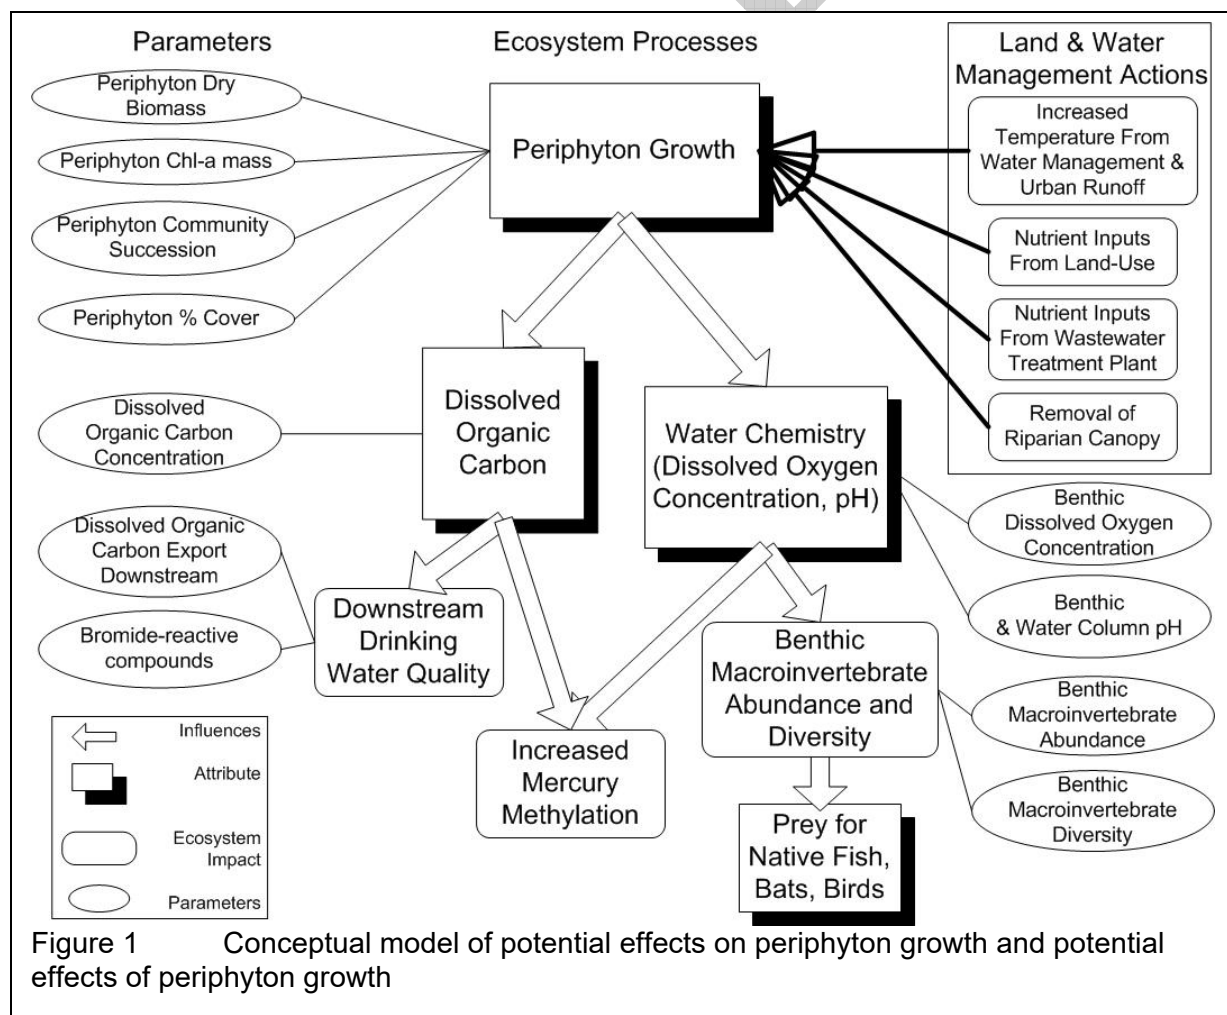 Parameters
Ecosystem Processes
Land & Water
Management Actions
Periphyton Dry
Biomass
Periphyton Chl-a mass
Periphyton Community
Succession
Periphyton % Cover
Periphyton Growth
Increased
Temperature From
Water Management &
Urban Runoff
Nutrient Inputs
From Land-Use
Nutrient Inputs
From Wastewater
Treatment Plant
Removal of
Riparian Canopy
Dissolved
Organic Carbon
Concentration
Dissolved
Organic
Carbon
Water Chemistry
(Dissolved Oxygen
Concentration, pH)
Dissolved Organic
Carbon Export
Downstream
Bromide-reactive
compounds
Downstream
Drinking
Water Quality
Benthic
Dissolved Oxygen
Concentration
Benthic
& Water Column pH
Benthic
Macroinvertebrate
Abundance and
Diversity
Benthic
Macroinvertebrate
Abundance
Benthic
Macroinvertebrate
Diversity
Increased
Mercury
Methylation
Prey for
Native Fish,
Bats, Birds
Influences
Attribute
Ecosystem
Impact
Parameters
Figure 1 Conceptual model of potential effects on periphyton growth and potential
effects of periphyton growth